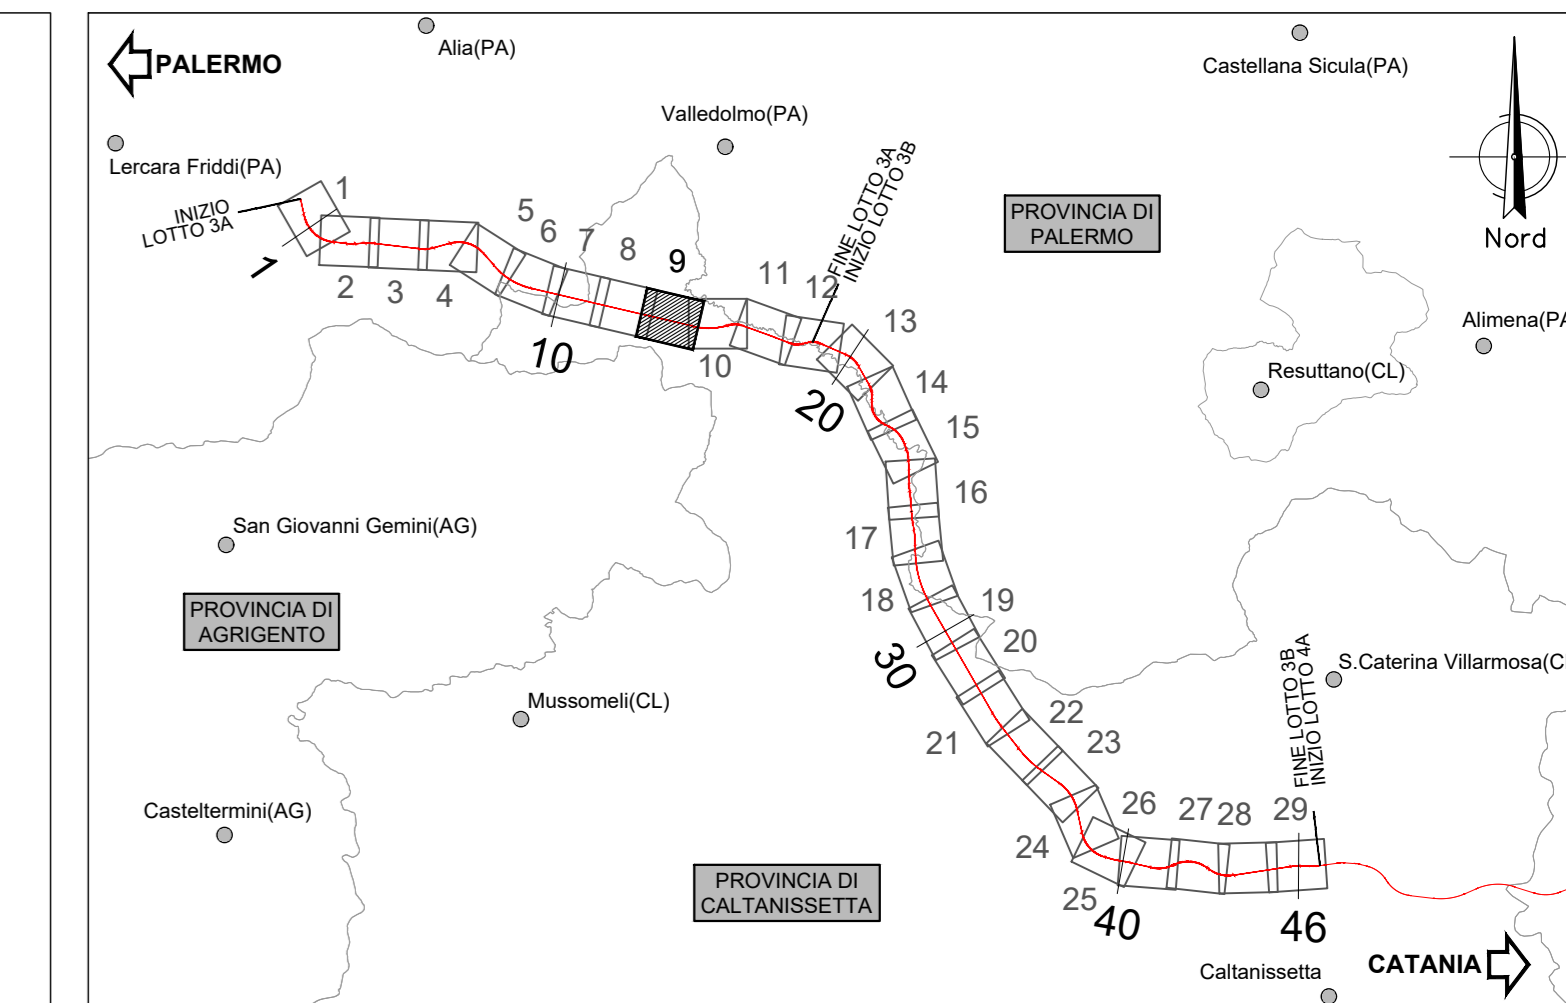 PALERMO
Alia(PA)
Castellana Sicula(PA)
Valledolmo(PA)
Lercara Friddi(PA)
INIZIO
LOTTO 3A
FINE LOTTO 3A
INIZIO LOTTO 3B
PROVINCIA DI
PALERMO
Nord
1
2
3
4
5
6
7
8
9
10
11
12
13
14
15
16
17
18
19
20
21
22
23
24
25
26
27
28
29
1
10
20
30
40
46
Alimena(PA
Resuttano(CL)
San Giovanni Gemini(AG)
PROVINCIA DI
AGRIGENTO
Mussomeli(CL)
S.Caterina Villarmosa(C
FINE LOTTO 3B
INIZIO LOTTO 4A
Casteltermini(AG)
PROVINCIA DI
CALTANISSETTA
Caltanissetta
CATANIA